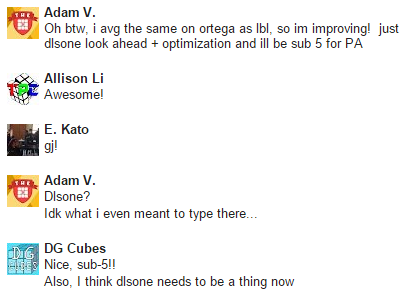 Adam V.
Oh btw, i avg the same on ortega as lbl, so im improving!  just
dlsone look ahead + optimization and ill be sub 5 for PA
Allison Li
Awesome!
E. Kato
gj!
Adam V.
Dlsone?
Idk what i even meant to type there...
DG Cubes
Nice, sub-5!!
Also, I think dlsone needs to be a thing now